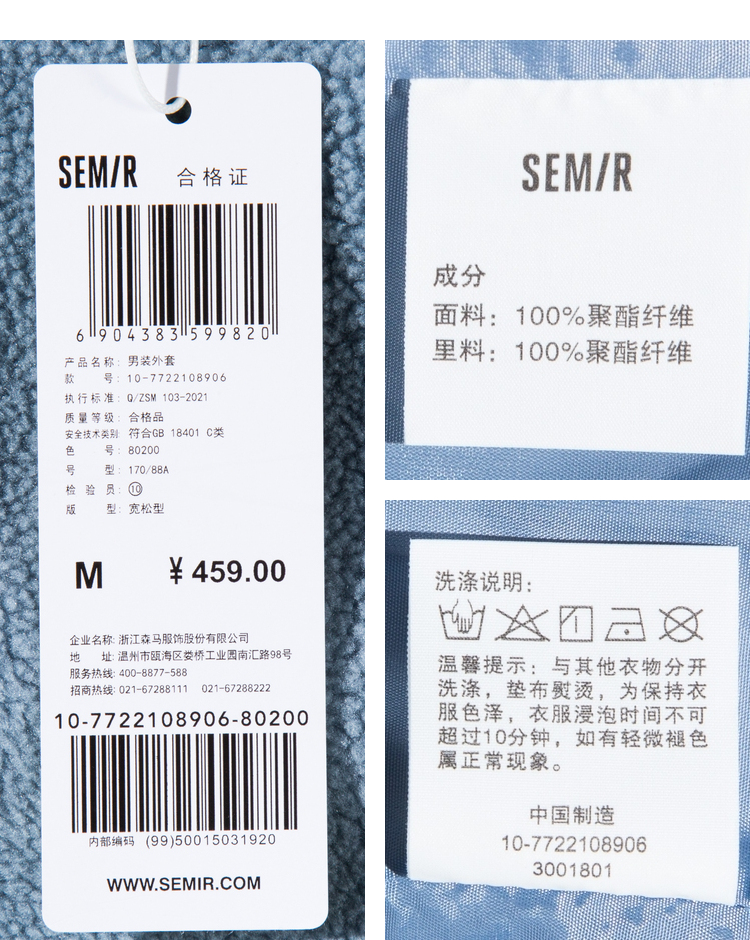 SEMIR 合格证
6 904383 599820
产品名称: 男装外套
款 号: 10-7722108906
执行标准: Q/ZSM 103-2021
质量等级: 合格品
安全技术类别: 符合GB 18401 C类
色 号: 80200
号 型: 170/88A
检 验 员: ⑩
版 型: 宽松型
M ¥ 459.00
企业名称: 浙江森马服饰股份有限公司
地 址: 温州市瓯海区娄桥工业园南汇路98号
服务热线: 400-8877-588
招商热线: 021-67288111 021-67288222
10-7722108906-80200
内部编码 (99)50015031920
WWW.SEMIR.COM
SEMIR
成分
面料: 100%聚酯纤维
里料: 100%聚酯纤维
洗涤说明:
温馨提示: 与其他衣物分开
洗涤，垫布熨烫，为保持衣
服色泽，衣服浸泡时间不可
超过10分钟，如有轻微褪色
属正常现象。
中国制造
10-7722108906
3001801